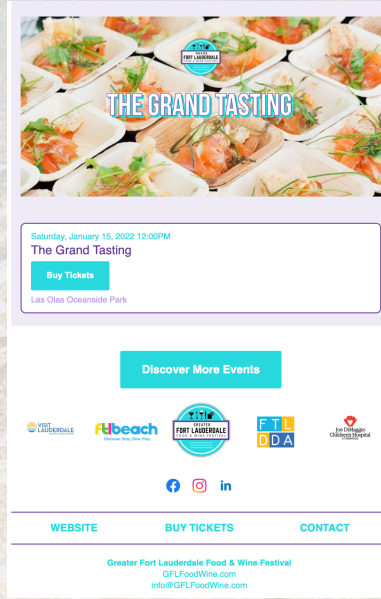 GREATER
FORT LAUDERDALE
FOOD & WINE FESTIVAL
THE GRAND TASTING
Saturday, January 15, 2022 12:00PM
The Grand Tasting
Buy Tickets
Las Olas Oceanside Park
Discover More Events
VISIT
LAUDERDALE
ftlbeach
Discover. Stay. Dine. Play.
GREATER
FORT LAUDERDALE
FOOD & WINE FESTIVAL
FTL
DDA
Joe DiMaggio
Children's Hospital
in
WEBSITE
BUY TICKETS
CONTACT
Greater Fort Lauderdale Food & Wine Festival
GFLFoodWine.com
info@GFLFoodWine.com